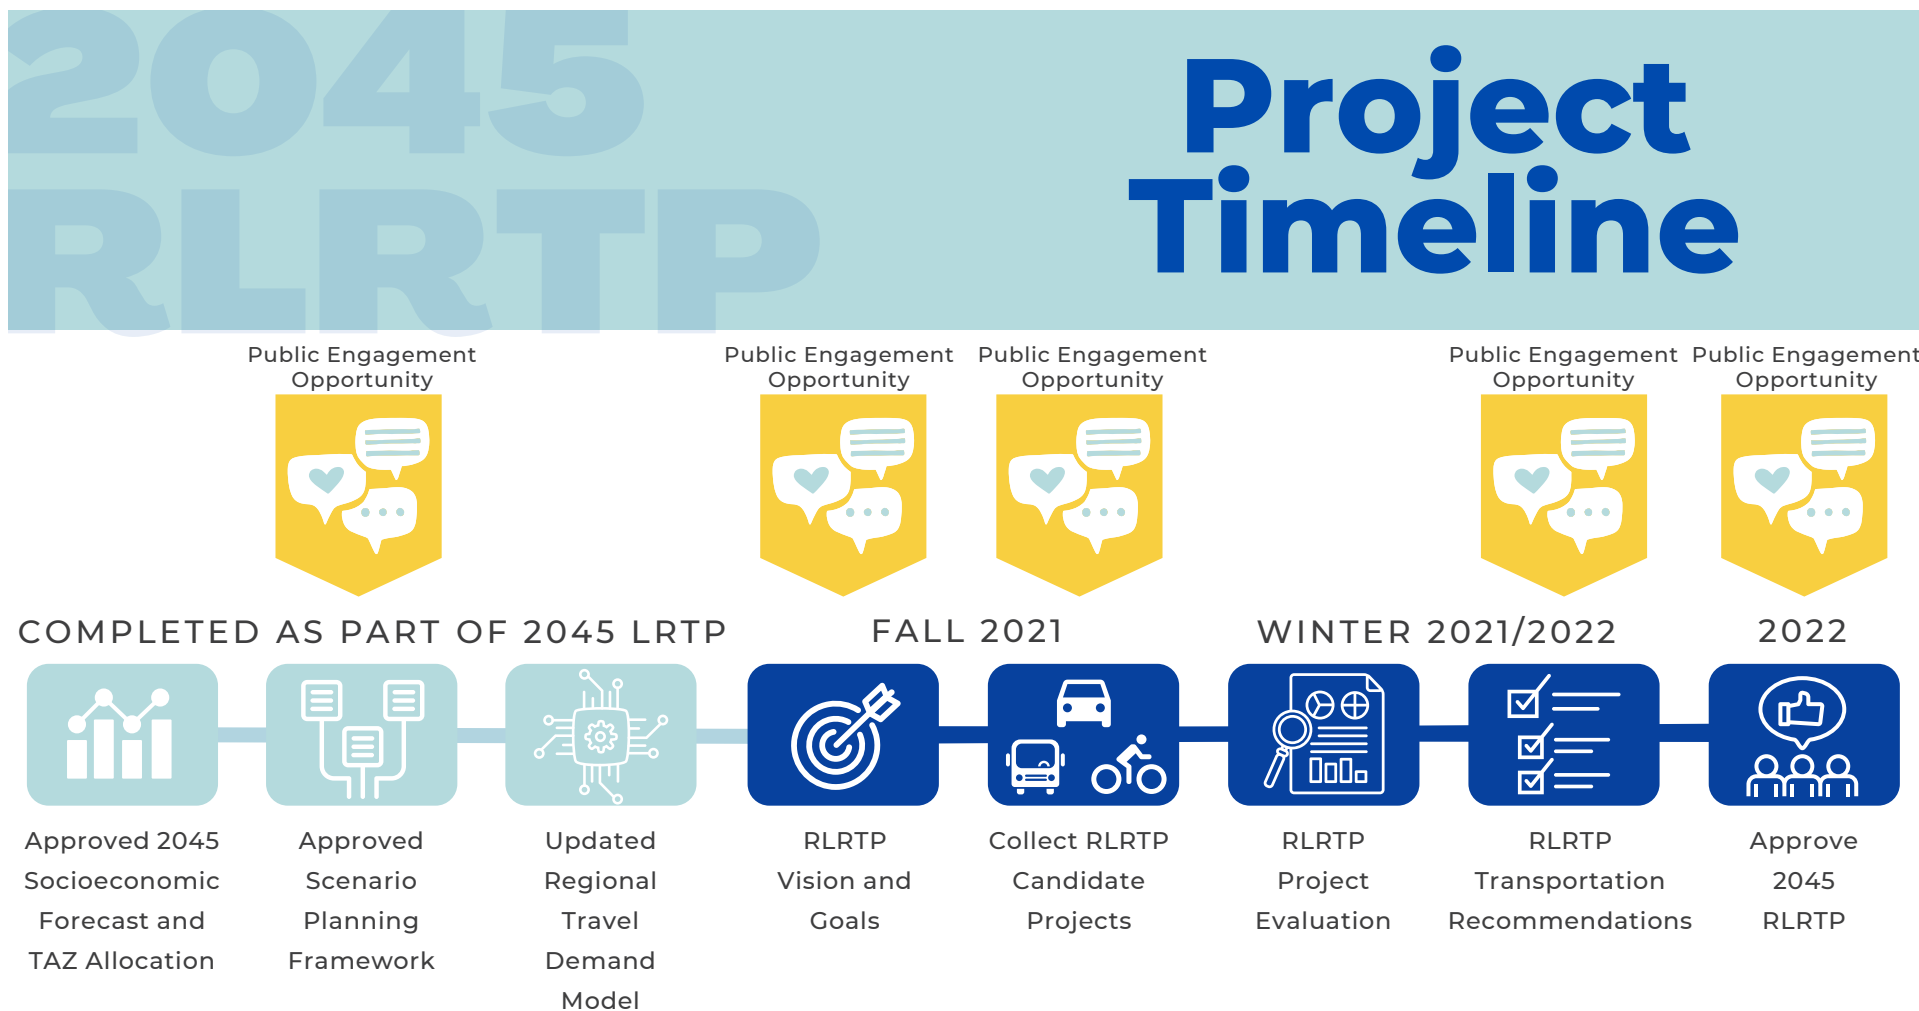 2045
RLRTP
Project
Timeline
Public Engagement
Opportunity
Public Engagement
Opportunity
Public Engagement
Opportunity
Public Engagement
Opportunity
Public Engagement
Opportunity
COMPLETED AS PART OF 2045 LRTP
FALL 2021
WINTER 2021/2022
2022
Approved 2045
Socioeconomic
Forecast and
TAZ Allocation
Approved
Scenario
Planning
Framework
Updated
Regional
Travel
Demand
Model
RLRTP
Vision and
Goals
Collect RLRTP
Candidate
Projects
RLRTP
Project
Evaluation
RLRTP
Transportation
Recommendations
Approve
2045
RLRTP